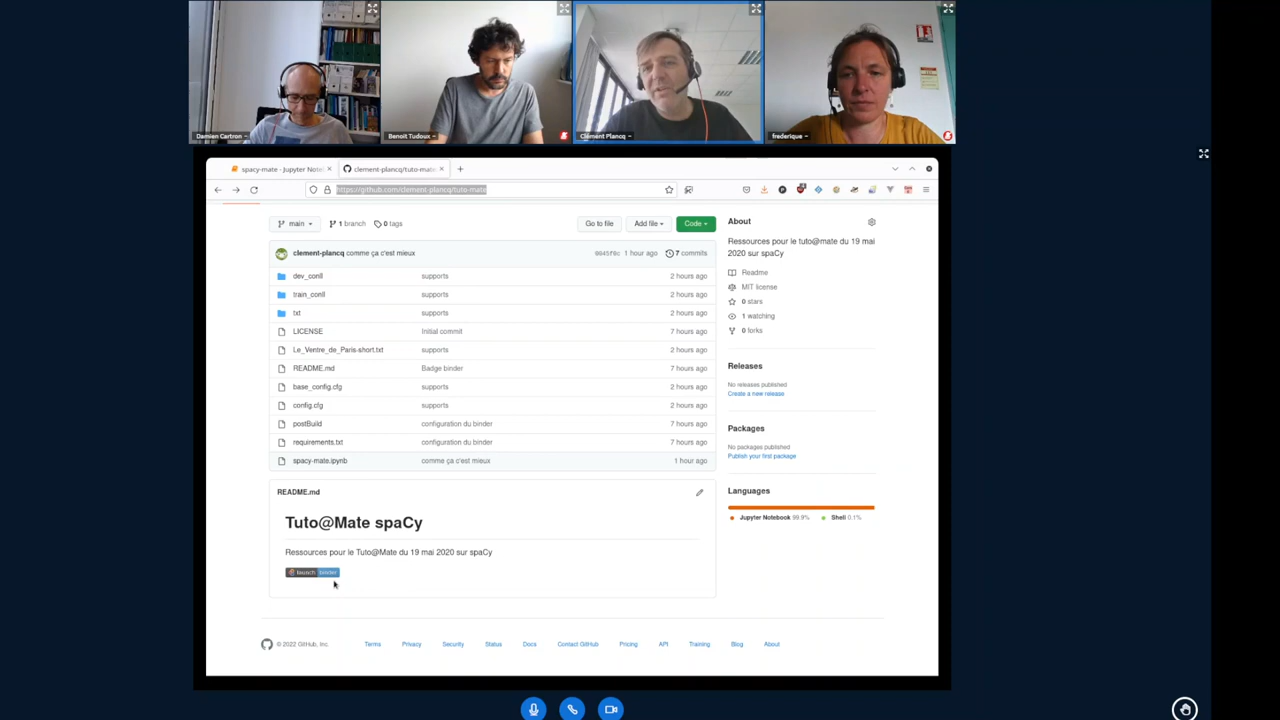 Damien Cartron
Benoit Tudoux
Clément Plancq
frederique
spacy-mate - Jupyter Note
clement-plancq/tuto-mate
https://github.com/clement-plancq/tuto-mate
main
1 branch
0 tags
Go to file
Add file
Code
About
Ressources pour le tuto@mate du 19 mai
2020 sur spaCy
clement-plancq comme ça c'est mieux
1 hour ago
7 commits
dev_conll supports 2 hours ago
train_conll supports 2 hours ago
txt supports 2 hours ago
LICENSE Initial commit 7 hours ago
Le_Ventre_de_Paris-short.txt supports 2 hours ago
README.md Badge binder 7 hours ago
base_config.cfg supports 2 hours ago
config.cfg supports 2 hours ago
postBuild configuration du binder 7 hours ago
requirements.txt configuration du binder 7 hours ago
spacy-mate.ipynb comme ça c'est mieux 1 hour ago
Readme
MIT license
0 stars
1 watching
0 forks
Releases
No releases published
Create a new release
Packages
No packages published
Publish your first package
Languages
Jupyter Notebook 99.9%
Shell 0.1%
README.md
Tuto@Mate spaCy
Ressources pour le Tuto@Mate du 19 mai 2020 sur spaCy
launch binder
© 2022 GitHub, Inc.
Terms
Privacy
Security
Status
Docs
Contact GitHub
Pricing
API
Training
Blog
About